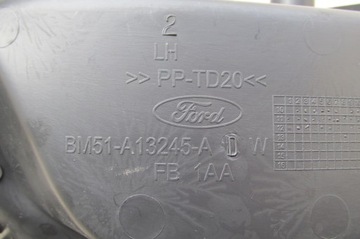 2
LH
>> PP-TD20 <<
Ford
BM51-A13245-A D W
FB 1AA